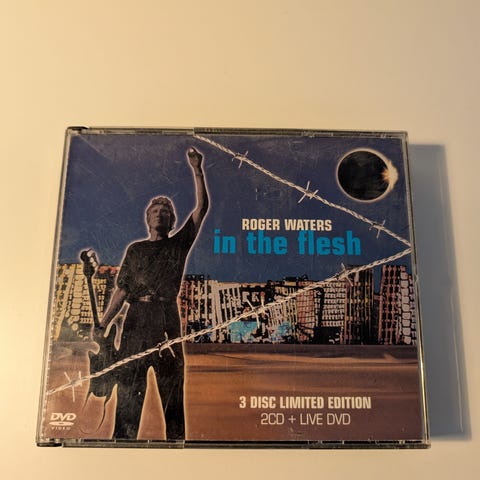 ROGER WATERS
in the flesh
3 DISC LIMITED EDITION
2CD + LIVE DVD
DVD
VIDEO